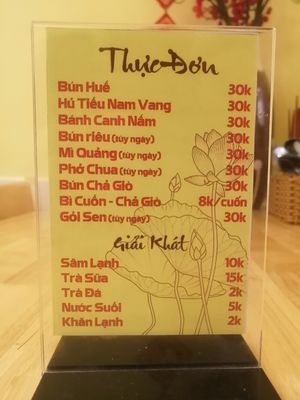 Thực Đơn
Bún Huế 30k
Hủ Tiếu Nam Vang 30k
Bánh Canh Nấm 30k
Bún riêu (tùy ngày) 30k
Mì Quảng (tùy ngày) 30k
Phở Chua (tùy ngày) 30k
Bún Chả Giò 30k
Bì Cuốn - Chả Giò 8k/cuốn
Gỏi Sen (tùy ngày) 30k
Giải Khát
Sâm Lạnh 10k
Trà Sữa 15k
Trà Đá 2k
Nước Suối 5k
Khăn Lạnh 2k